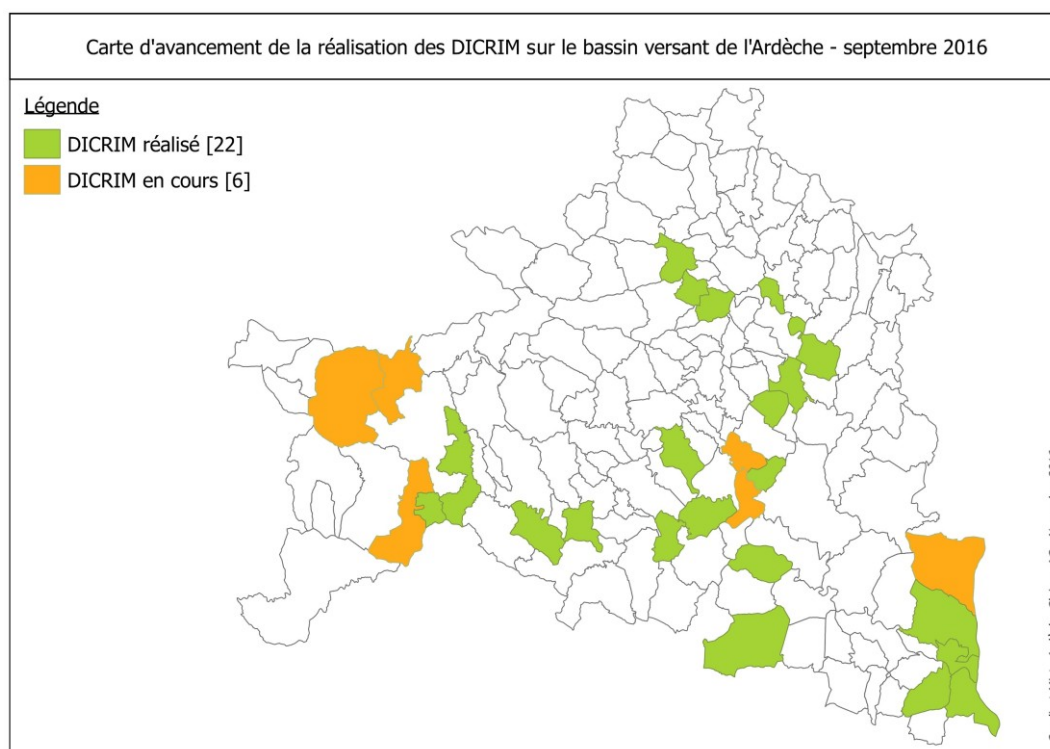 Carte d'avancement de la réalisation des DICRIM sur le bassin versant de l'Ardèche - septembre 2016
Légende
DICRIM réalisé [22]
DICRIM en cours [6]